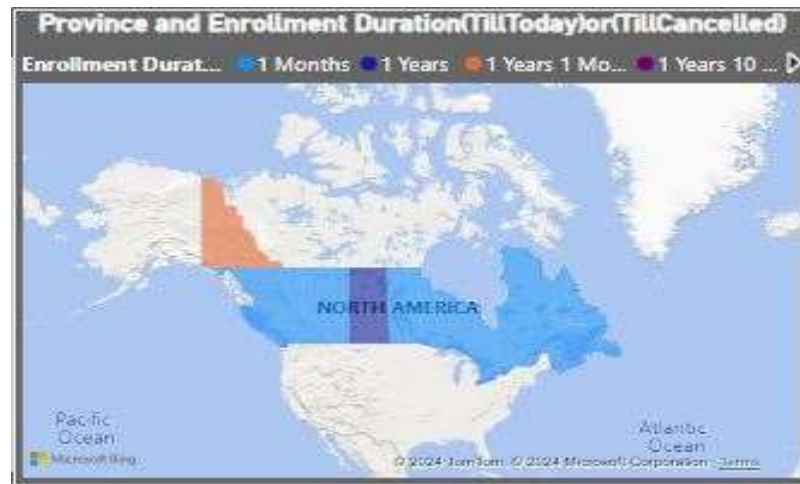 Province and Enrollment Duration(TillToday)or(TillCancelled)
Enrollment Durat... 1 Months 1 Years 1 Years 1 Mo... 1 Years 10 ...
NORTH AMERICA
Pacific
Ocean
Atlantic
Ocean
Microsoft Bing
© 2024 TomTom, © 2024 Microsoft Corporation Terms